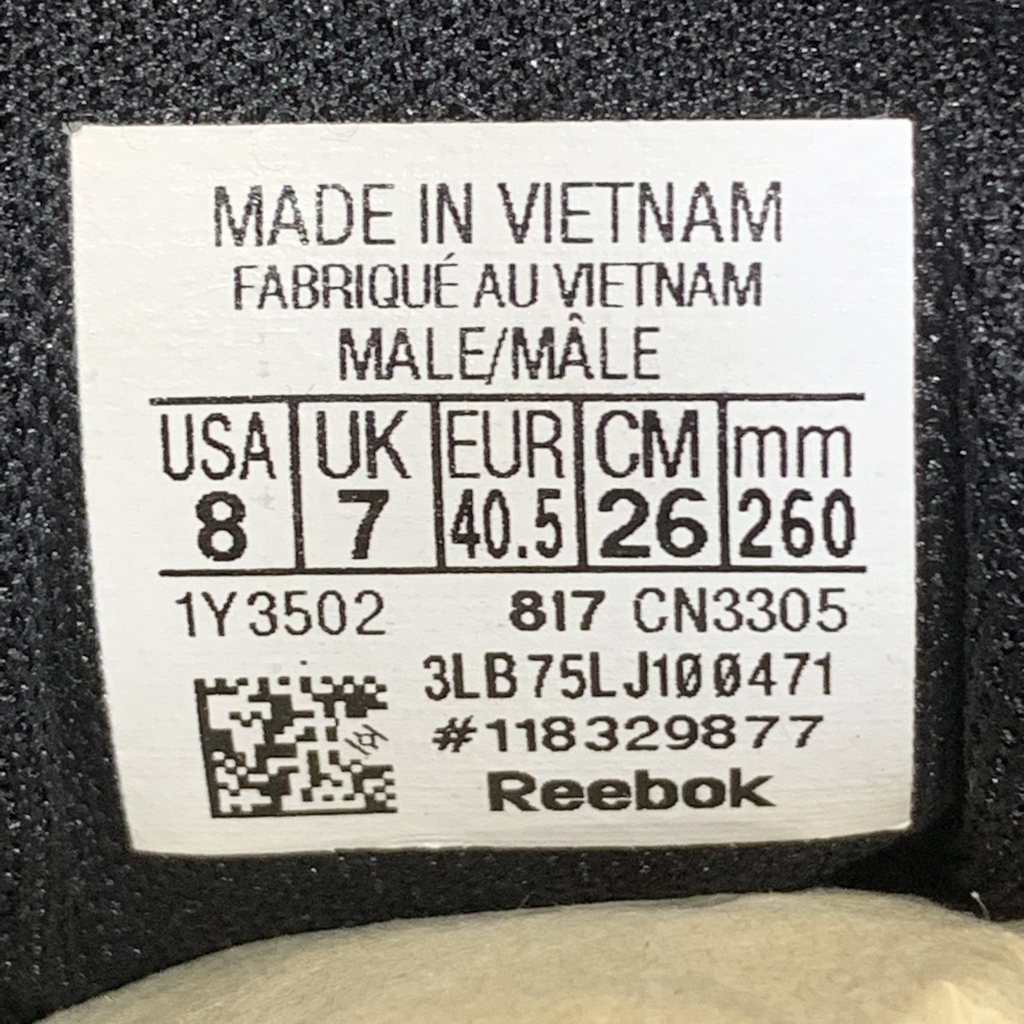 MADE IN VIETNAM
FABRIQUÉ AU VIETNAM
MALE/MÂLE
USA UK EUR CM mm
8 7 40.5 26 260
1Y3502 817 CN3305
3LB75LJ100471
#118329877
Reebok